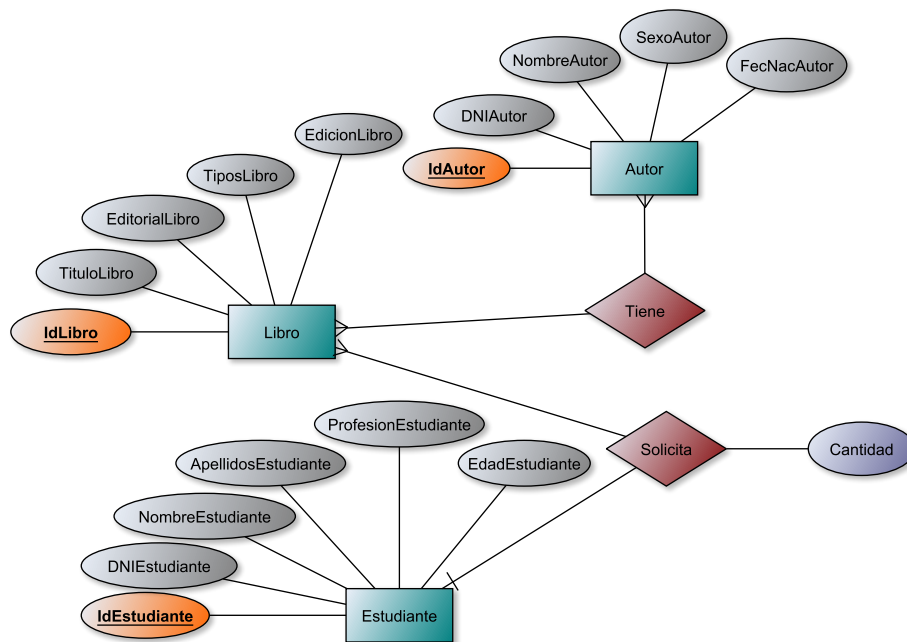 SexoAutor
NombreAutor
FecNacAutor
DNIAutor
EdicionLibro
IdAutor
Autor
TiposLibro
EditorialLibro
TituloLibro
Tiene
IdLibro
Libro
ProfesionEstudiante
Solicita
Cantidad
ApellidosEstudiante
EdadEstudiante
NombreEstudiante
DNIEstudiante
IdEstudiante
Estudiante